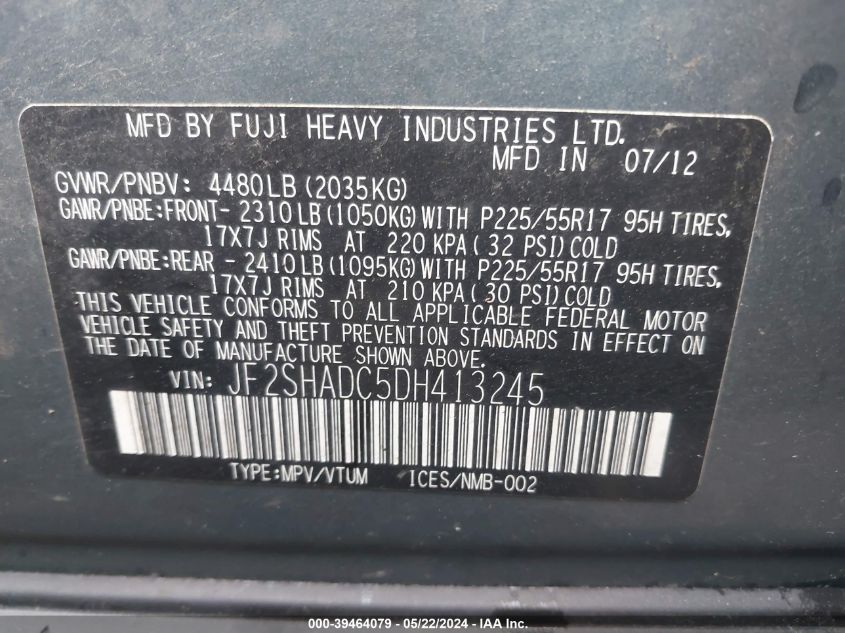 MFD BY FUJI HEAVY INDUSTRIES LTD.
MFD IN 07/12
GVWR/PNBV: 4480LB(2035KG)
GAWR/PNBE:FRONT- 2310LB(1050KG)WITH P225/55R17 95H TIRES,
17X7J RIMS AT 220 KPA( 32 PSI)COLD
GAWR/PNBE:REAR - 2410LB(1095KG)WITH P225/55R17 95H TIRES,
17X7J RIMS AT 210 KPA( 30 PSI)COLD
THIS VEHICLE CONFORMS TO ALL APPLICABLE FEDERAL MOTOR
VEHICLE SAFETY AND THEFT PREVENTION STANDARDS IN EFFECT ON
THE DATE OF MANUFACTURE SHOWN ABOVE.
VIN: JF2SHADC5DH413245
TYPE:MPV/VTUM ICES/NMB-002
000-39464079 - 05/22/2024 - IAA Inc.